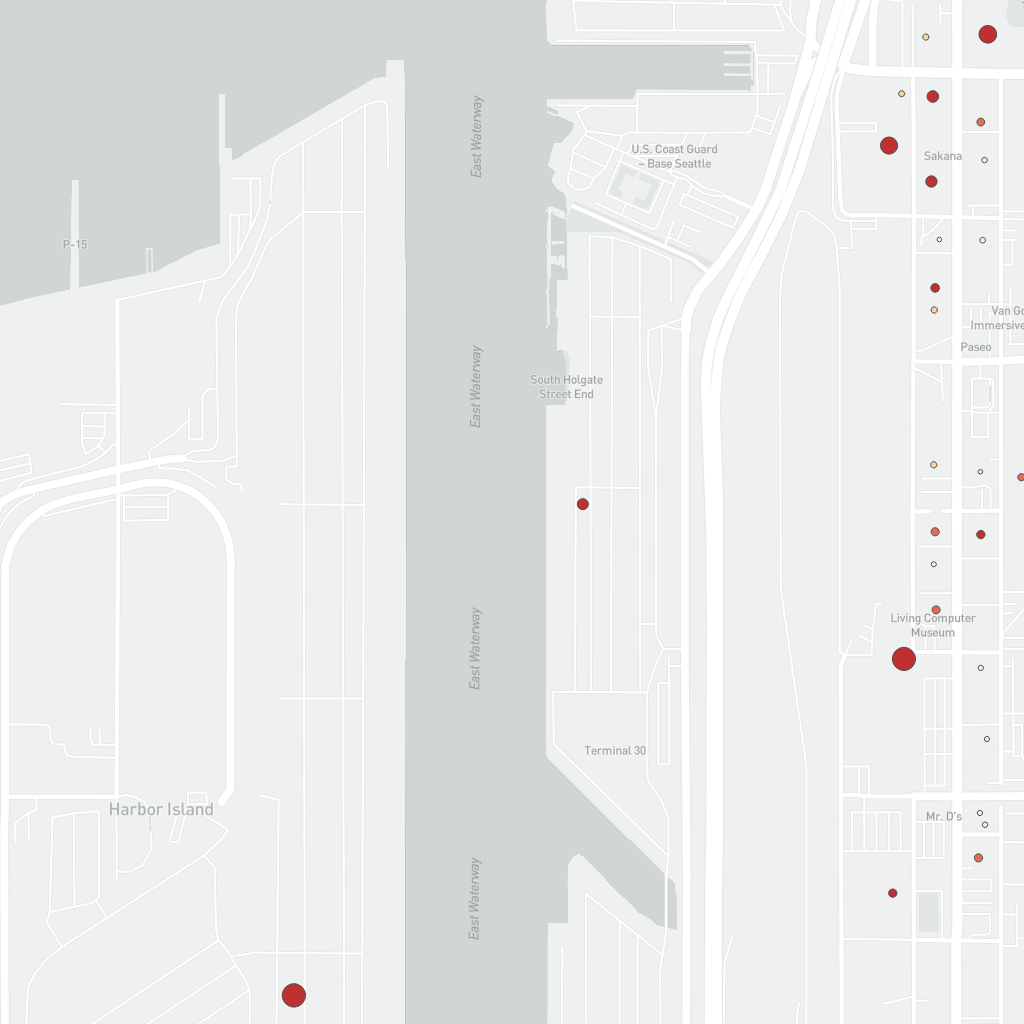 East Waterway
U.S. Coast Guard
– Base Seattle
Sakana
P-15
Van Go
Immersive
Paseo
East Waterway
South Holgate
Street End
East Waterway
Living Computer
Museum
Terminal 30
Harbor Island
Mr. D's
East Waterway